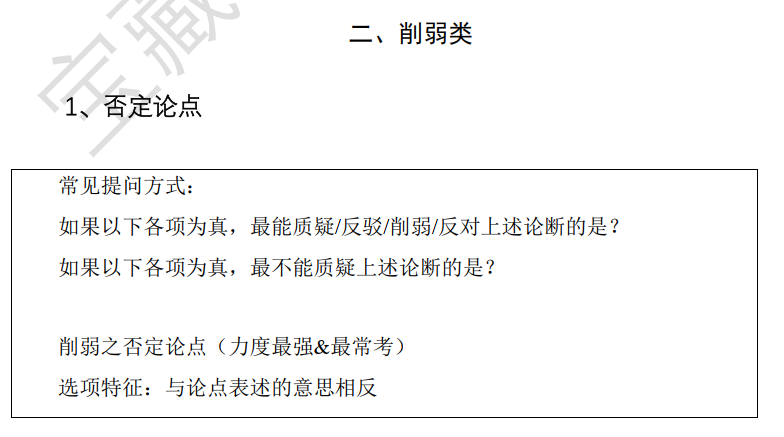 宝藏
二、削弱类
1、否定论点
常见提问方式：
如果以下各项为真，最能质疑/反驳/削弱/反对上述论断的是？
如果以下各项为真，最不能质疑上述论断的是？
削弱之否定论点（力度最强&最常考）
选项特征：与论点表述的意思相反